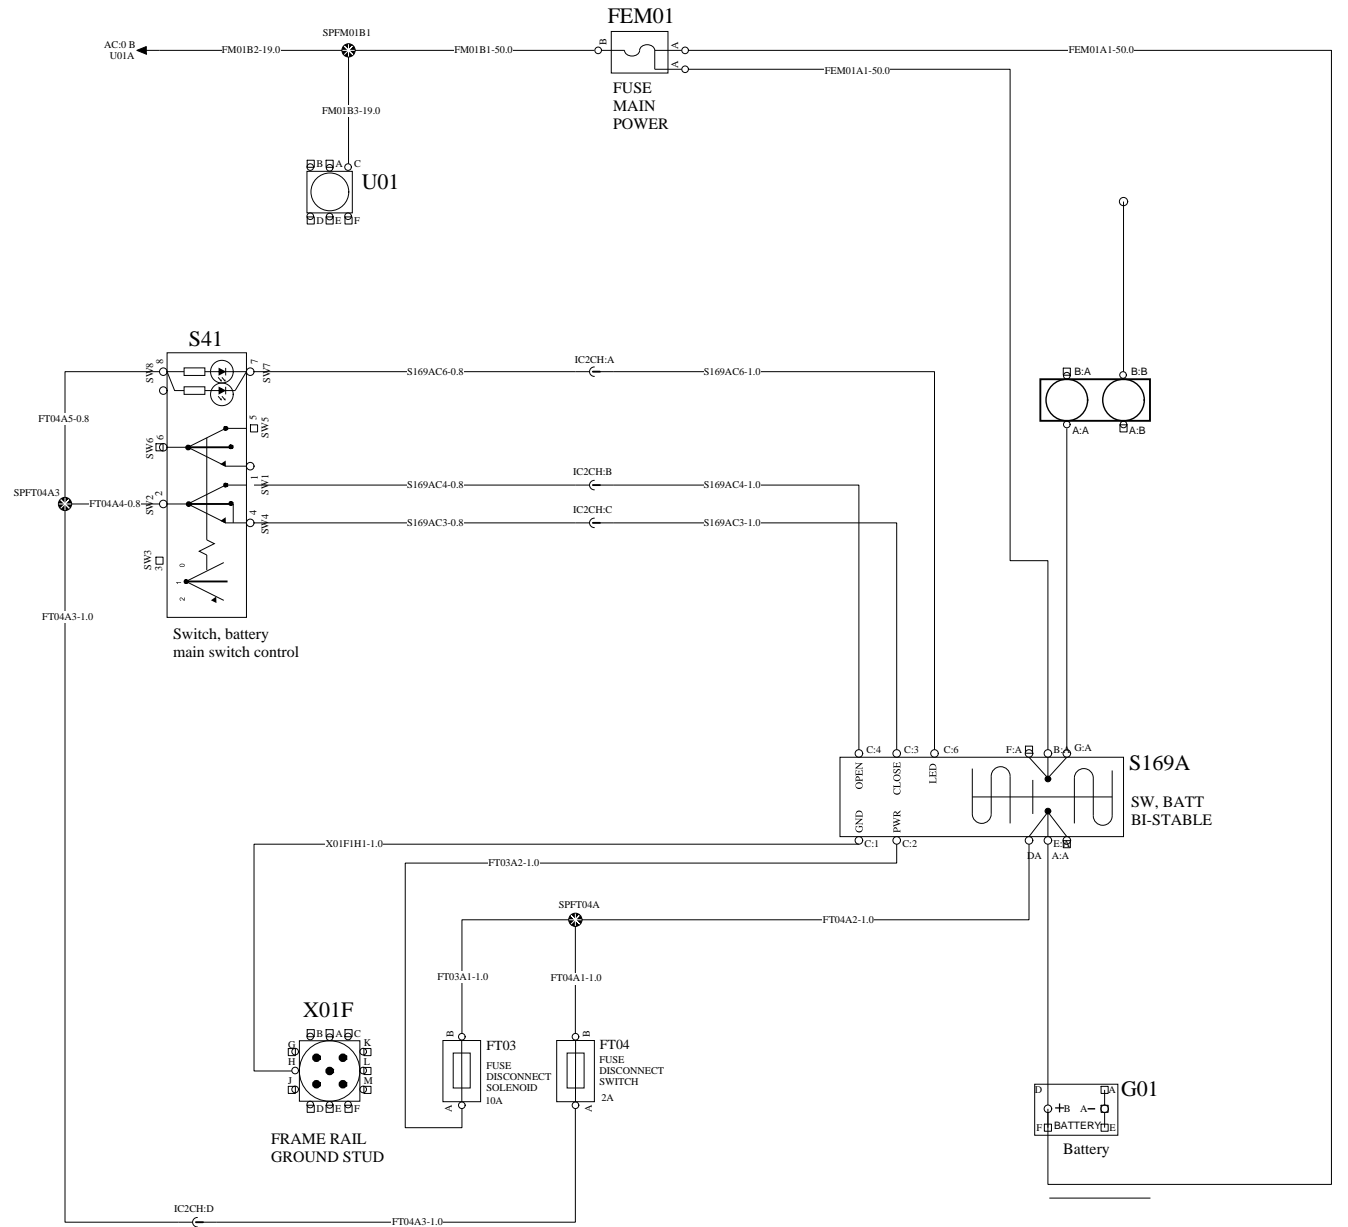 FEM01
SPFM01B1
AC:0 B
U01A
FM01B2-19.0
FM01B1-50.0
B
A
A
FEM01A1-50.0
FEM01A1-50.0
FUSE
MAIN
POWER
FM01B3-19.0
B A C
U01
D E F
S41
8
SW8
7
SW7
S169AC6-0.8
IC2CH:A
S169AC6-1.0
B:A
B:B
A:A
A:B
FT04A5-0.8
5
SW5
6
SW6
IC2CH:B
1
SW1
S169AC4-0.8
S169AC4-1.0
SPFT04A3
FT04A4-0.8
2
SW2
IC2CH:C
4
SW4
S169AC3-0.8
S169AC3-1.0
3
SW3
0
1
2
FT04A3-1.0
Switch, battery
main switch control
C:4
C:3
C:6
F:A
B:A
G:A
S169A
OPEN
CLOSE
LED
SW, BATT
BI-STABLE
GND
PWR
X01F1H1-1.0
C:1
C:2
DA
A:A
FT03A2-1.0
SPFT04A
FT04A2-1.0
FT03A1-1.0
FT04A1-1.0
X01F
B A C
G
K
H
L
J
M
D E F
B
FT03
FUSE
DISCONNECT
SOLENOID
10A
A
B
FT04
FUSE
DISCONNECT
SWITCH
2A
A
FRAME RAIL
GROUND STUD
G01
D
A
+B A-
F BATTERY E
Battery
IC2CH:D
FT04A3-1.0